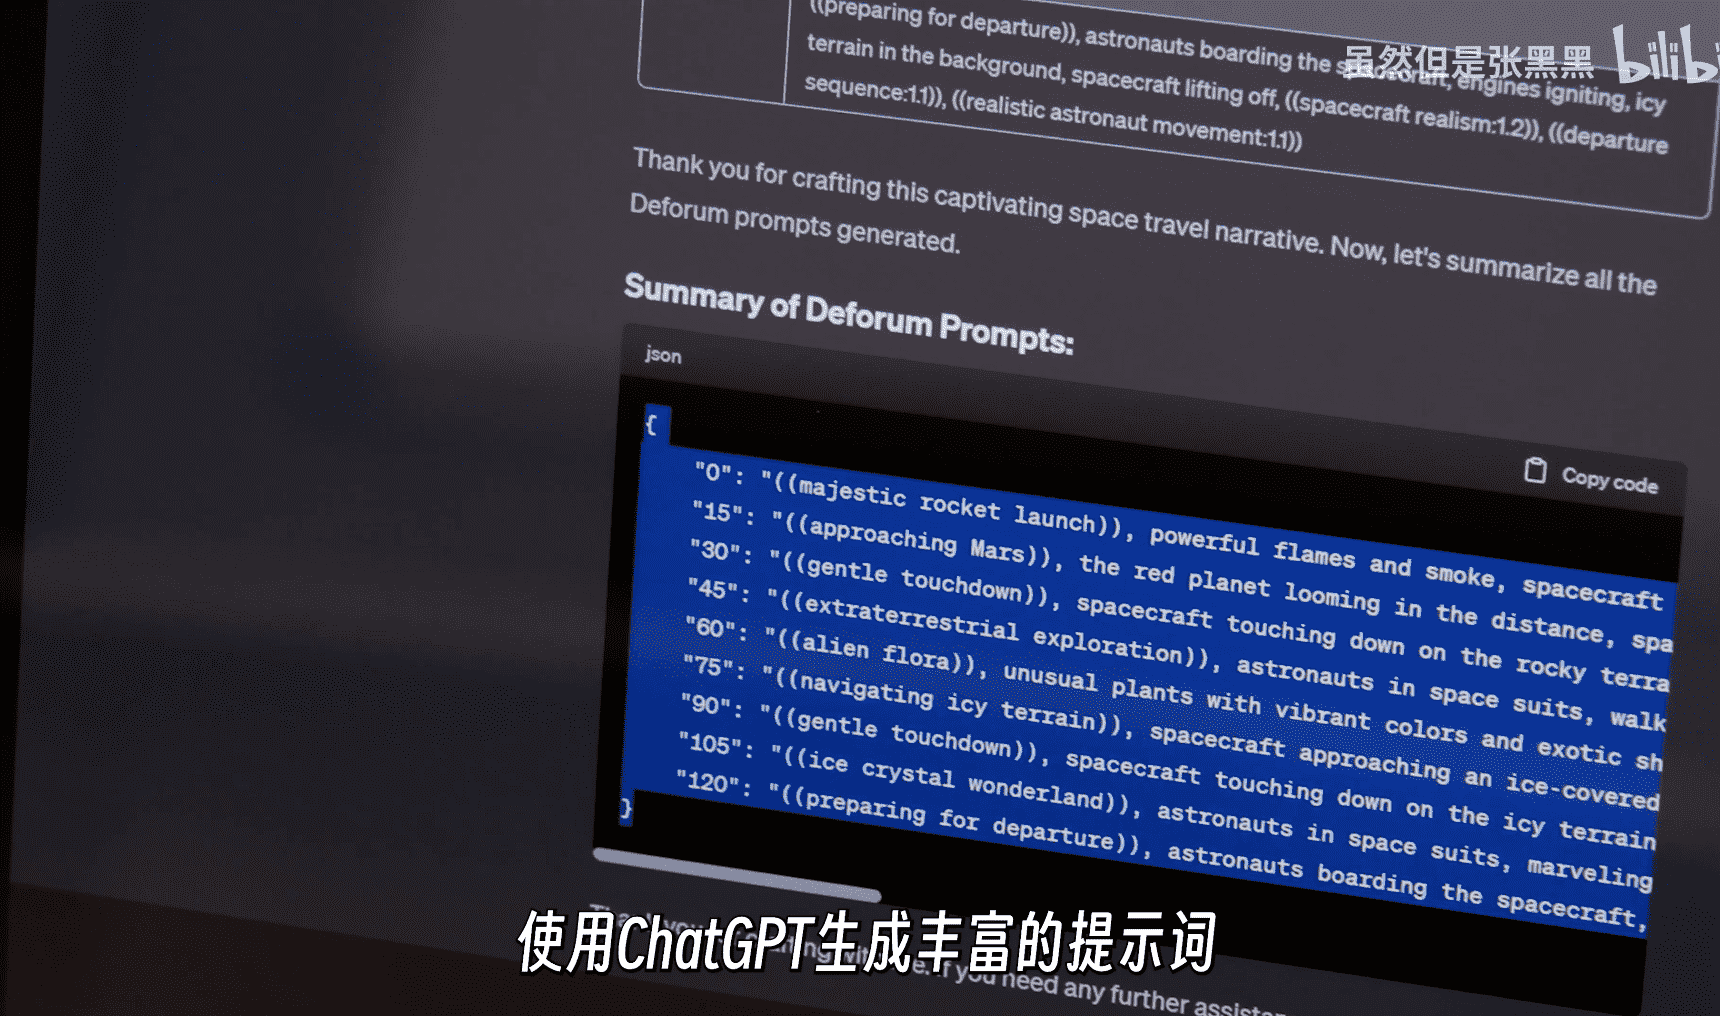 ((preparing for departure)), astronauts boarding the spacecraft, engines igniting, icy
terrain in the background, spacecraft lifting off, ((spacecraft realism:1.2)), ((departure
sequence:1.1)), ((realistic astronaut movement:1.1))
虽然但是张黑黑 bilibi
Thank you for crafting this captivating space travel narrative. Now, let's summarize all the
Deforum prompts generated.
Summary of Deforum Prompts:
json
Copy code
{
"0": "((majestic rocket launch)), powerful flames and smoke, spacecraft
"15": "((approaching Mars)), the red planet looming in the distance, spa
"30": "((gentle touchdown)), spacecraft touching down on the rocky terra
"45": "((extraterrestrial exploration)), astronauts in space suits, walk
"60": "((alien flora)), unusual plants with vibrant colors and exotic sh
"75": "((navigating icy terrain)), spacecraft approaching an ice-covered
"90": "((gentle touchdown)), spacecraft touching down on the icy terrain
"105": "((ice crystal wonderland)), astronauts in space suits, marveling
"120": "((preparing for departure)), astronauts boarding the spacecraft,
}
if you need any further assistan
使用ChatGPT生成丰富的提示词